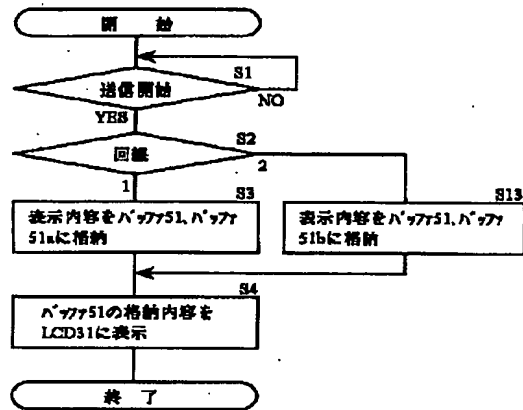 開 始
S1
送信開始
NO
YES
S2
回線
1
2
S3
表示内容をバッファ51、バッファ
51aに格納
S13
表示内容をバッファ51、バッファ
51bに格納
S4
バッファ51の格納内容を
LCD31に表示
終 了